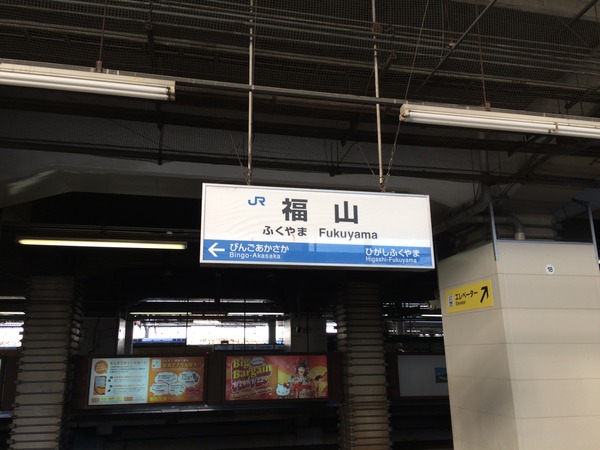 JR
福山
ふくやま Fukuyama
← びんごあかさか ひがしふくやま
Bingo-Akasaka Higashi-Fukuyama
18
エレベーター
Elevator
Big
Bargain